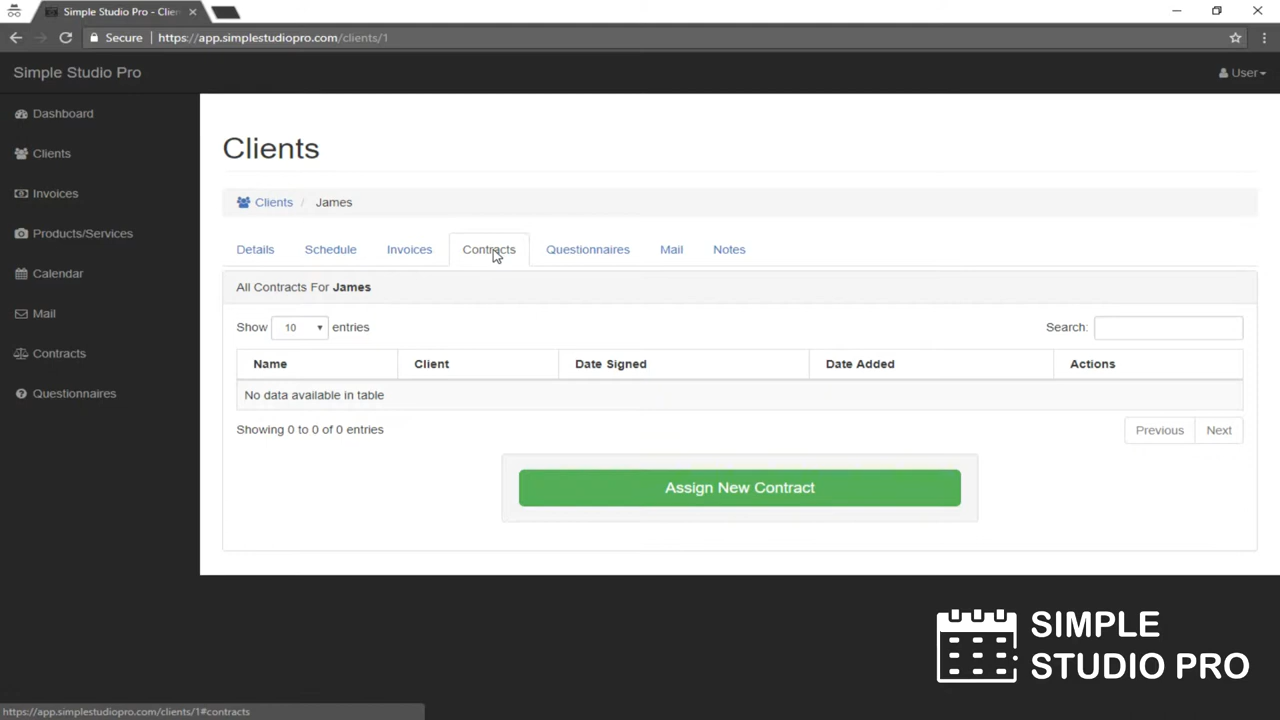 Simple Studio Pro - Clien
Secure | https://app.simplestudiopro.com/clients/1
Simple Studio Pro
User
Dashboard
Clients
Invoices
Products/Services
Calendar
Mail
Contracts
Questionnaires
Clients
Clients / James
Details Schedule Invoices Contracts Questionnaires Mail Notes
All Contracts For James
Show 10 entries Search:
Name Client Date Signed Date Added Actions
No data available in table
Showing 0 to 0 of 0 entries Previous Next
Assign New Contract
SIMPLE
STUDIO PRO
https://app.simplestudiopro.com/clients/1#contracts